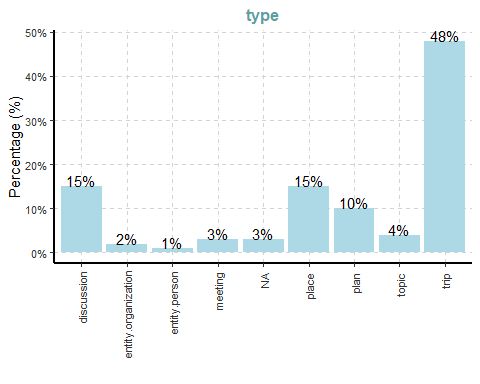 type
Percentage (%)
50%
40%
30%
20%
10%
0%
15%
2%
1%
3%
3%
15%
10%
4%
48%
discussion
entity.organization
entity.person
meeting
NA
place
plan
topic
trip